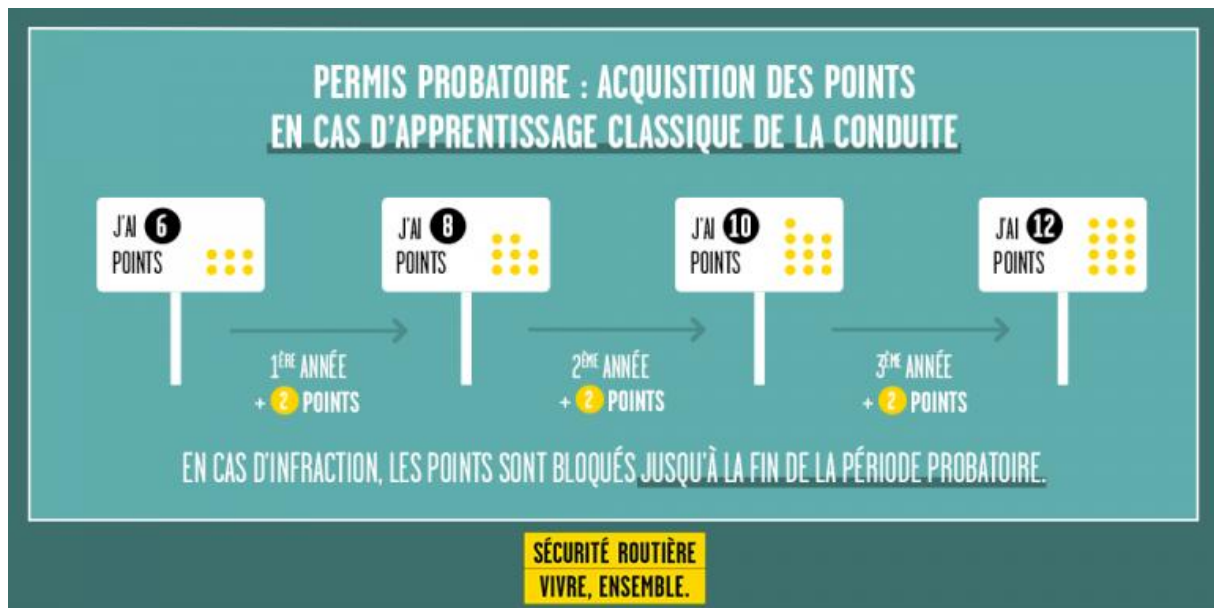 PERMIS PROBATOIRE : ACQUISITION DES POINTS
EN CAS D'APPRENTISSAGE CLASSIQUE DE LA CONDUITE
J'AI 6
POINTS
J'AI 8
POINTS
J'AI 10
POINTS
J'AI 12
POINTS
1ÈRE ANNÉE
+ 2 POINTS
2ÈME ANNÉE
+ 2 POINTS
3ÈME ANNÉE
+ 2 POINTS
EN CAS D'INFRACTION, LES POINTS SONT BLOQUÉS JUSQU'À LA FIN DE LA PÉRIODE PROBATOIRE.
SÉCURITÉ ROUTIÈRE
VIVRE, ENSEMBLE.